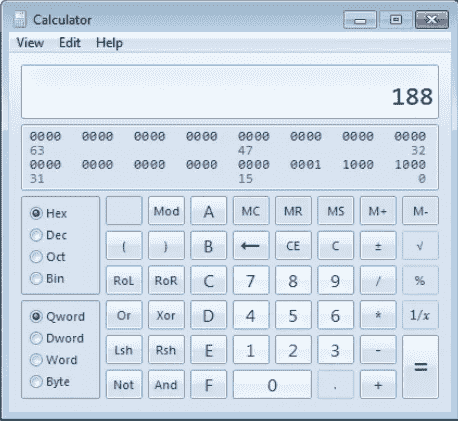 Calculator
View Edit Help
188
0000 0000 0000 0000 0000 0000 0000 0000
63 47 32
0000 0000 0000 0000 0000 0001 1000 1000
31 15 0
Hex Mod A MC MR MS M+ M-
Dec ( ) B ← CE C ± √
Oct
Bin RoL RoR C 7 8 9 / %
Qword Or Xor D 4 5 6 * 1/x
Dword
Word Lsh Rsh E 1 2 3 - =
Byte Not And F 0 . +